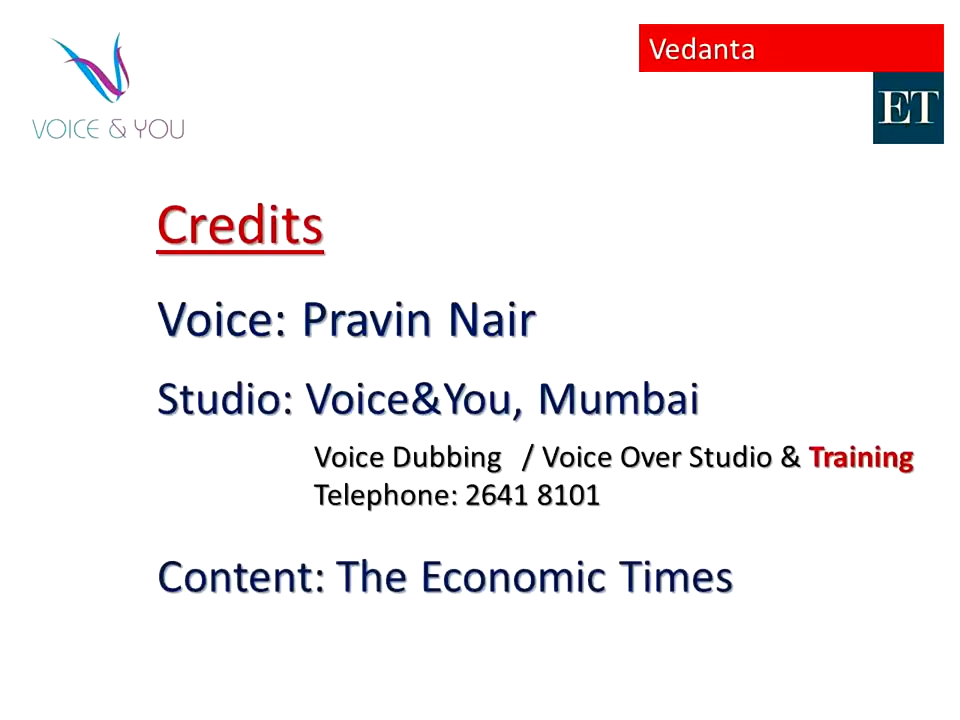 Vedanta
ET
VOICE & YOU
Credits
Voice: Pravin Nair
Studio: Voice&You, Mumbai
Voice Dubbing / Voice Over Studio & Training
Telephone: 2641 8101
Content: The Economic Times